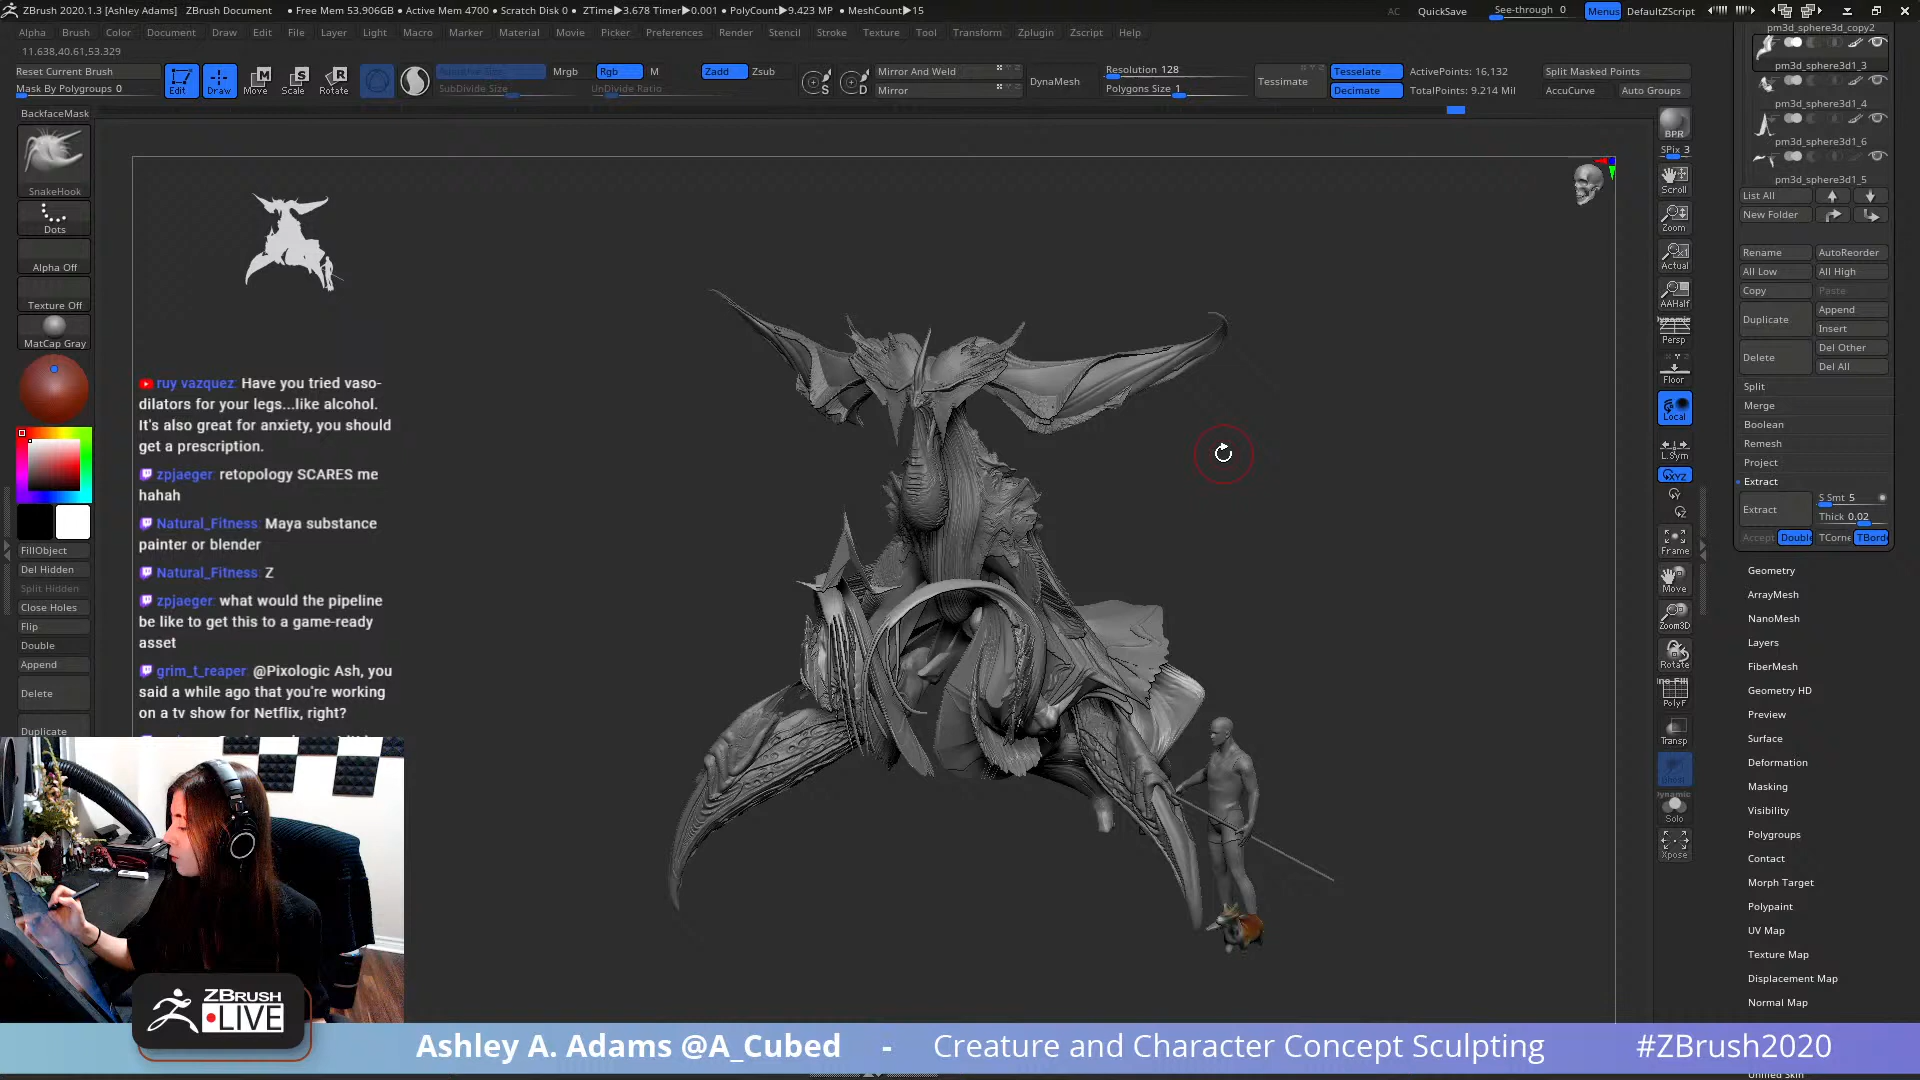 ZBrush 2020.1.3 [Ashley Adams] ZBrush Document • Free Mem 53.906GB • Active Mem 4700 • Scratch Disk 0 • ZTime▶3.678 Timer▶0.001 • PolyCount▶9.423 MP • MeshCount▶15 AC QuickSave See-through 0 Menus DefaultZScript
Alpha Brush Color Document Draw Edit File Layer Light Macro Marker Material Movie Picker Preferences Render Stencil Stroke Texture Tool Transform Zplugin Zscript Help
11.638,40.61,53.329
Reset Current Brush
Mask By Polygroups 0
BackfaceMask
Edit Draw Move Scale Rotate
SubDivide Size
UnDivide Ratio
Mrgb Rgb M Zadd Zsub
Mirror And Weld
Mirror
DynaMesh
Resolution 128
Polygons Size 1
Tessimate
Tesselate
Decimate
ActivePoints: 16,132
TotalPoints: 9.214 Mil
Split Masked Points
AccuCurve Auto Groups
SnakeHook
Dots
Alpha Off
Texture Off
MatCap Gray
FillObject
Del Hidden
Split Hidden
Close Holes
Flip
Double
Append
Delete
Duplicate
ruy vazquez: Have you tried vaso-
dilators for your legs...like alcohol.
It's also great for anxiety, you should
get a prescription.
zpjaeger: retopology SCARES me
hahah
Natural_Fitness: Maya substance
painter or blender
Natural_Fitness: Z
zpjaeger: what would the pipeline
be like to get this to a game-ready
asset
grim_t_reaper: @Pixologic Ash, you
said a while ago that you're working
on a tv show for Netflix, right?
BPR
SPix 3
Scroll
Zoom
Actual
AAHalf
Dynamic
Persp
Floor
Local
L.Sym
Frame
Move
Zoom3D
Rotate
PolyF
Transp
Dynamic
Solo
Xpose
pm3d_sphere3d_copy2
pm3d_sphere3d1_3
pm3d_sphere3d1_4
pm3d_sphere3d1_6
pm3d_sphere3d1_5
List All
New Folder
Rename AutoReorder
All Low All High
Copy Paste
Duplicate Append
Insert
Delete Del Other
Del All
Split
Merge
Boolean
Remesh
Project
Extract
Extract S Smt 5
Thick 0.02
Accept Double TCorne TBorde
Geometry
ArrayMesh
NanoMesh
Layers
FiberMesh
Geometry HD
Preview
Surface
Deformation
Masking
Visibility
Polygroups
Contact
Morph Target
Polypaint
UV Map
Texture Map
Displacement Map
Normal Map
ZBRUSH
LIVE
Ashley A. Adams @A_Cubed - Creature and Character Concept Sculpting #ZBrush2020